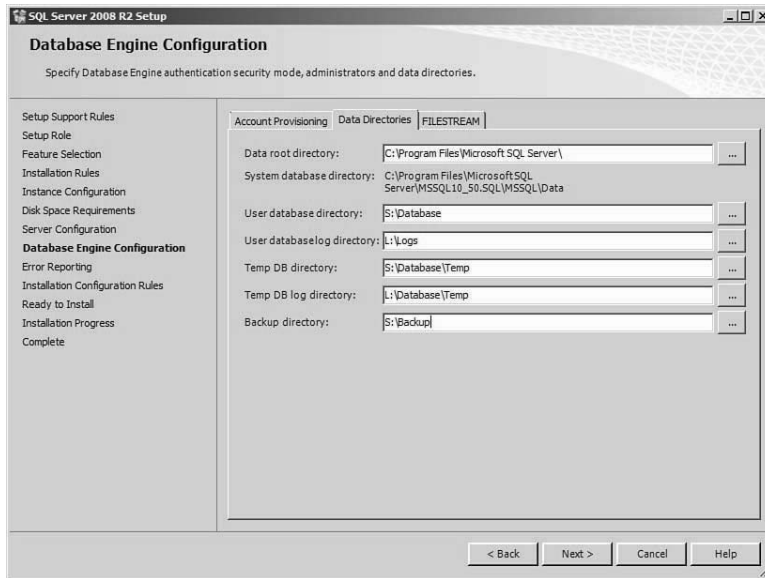 SQL Server 2008 R2 Setup
Database Engine Configuration
Specify Database Engine authentication security mode, administrators and data directories.
Setup Support Rules
Setup Role
Feature Selection
Installation Rules
Instance Configuration
Disk Space Requirements
Server Configuration
Database Engine Configuration
Error Reporting
Installation Configuration Rules
Ready to Install
Installation Progress
Complete
Account Provisioning Data Directories FILESTREAM
Data root directory: C:\Program Files\Microsoft SQL Server\ ...
System database directory: C:\Program Files\Microsoft SQL
Server\MSSQL10_50.SQL\MSSQL\Data
User database directory: S:\Database ...
User database log directory: L:\Logs ...
Temp DB directory: S:\Database\Temp ...
Temp DB log directory: L:\Database\Temp ...
Backup directory: S:\Backup ...
< Back Next > Cancel Help